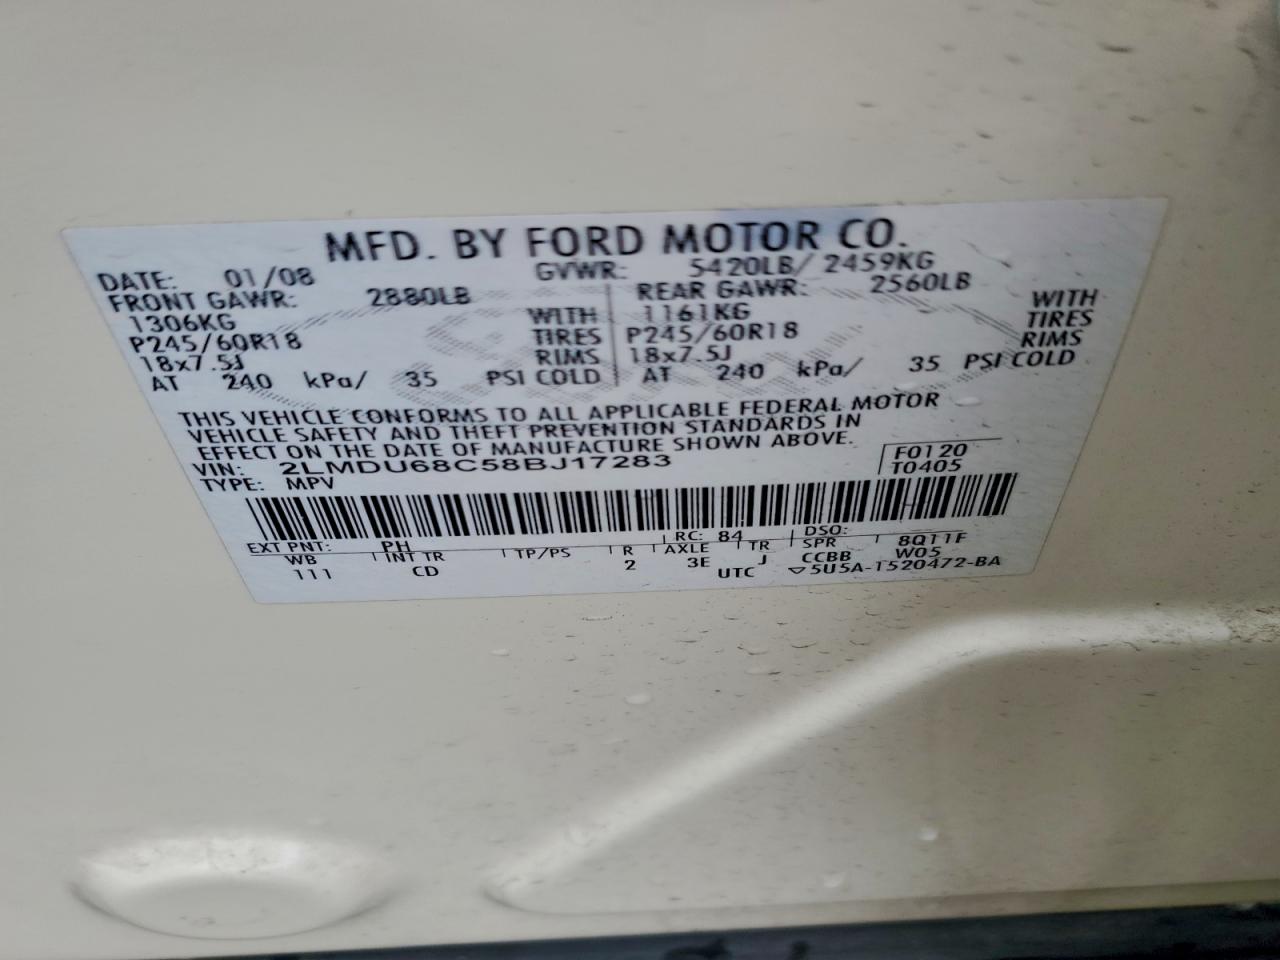 MFD. BY FORD MOTOR CO.
DATE: 01/08 GVWR: 5420LB/ 2459KG
FRONT GAWR: 2880LB REAR GAWR: 2560LB
1306KG WITH 1161KG WITH
P245/60R18 TIRES P245/60R18 TIRES
18x7.5J RIMS 18x7.5J RIMS
AT 240 kPa/ 35 PSI COLD AT 240 kPa/ 35 PSI COLD
THIS VEHICLE CONFORMS TO ALL APPLICABLE FEDERAL MOTOR
VEHICLE SAFETY AND THEFT PREVENTION STANDARDS IN
EFFECT ON THE DATE OF MANUFACTURE SHOWN ABOVE.
VIN: 2LMDU68C58BJ17283 F0120
TYPE: MPV T0405
EXT PNT: PH RC: 84 DSO:
WB INT TR TP/PS R AXLE TR SPR 8Q11F
111 CD 2 3E J CCBB W05
UTC ▽5U5A-1520472-BA